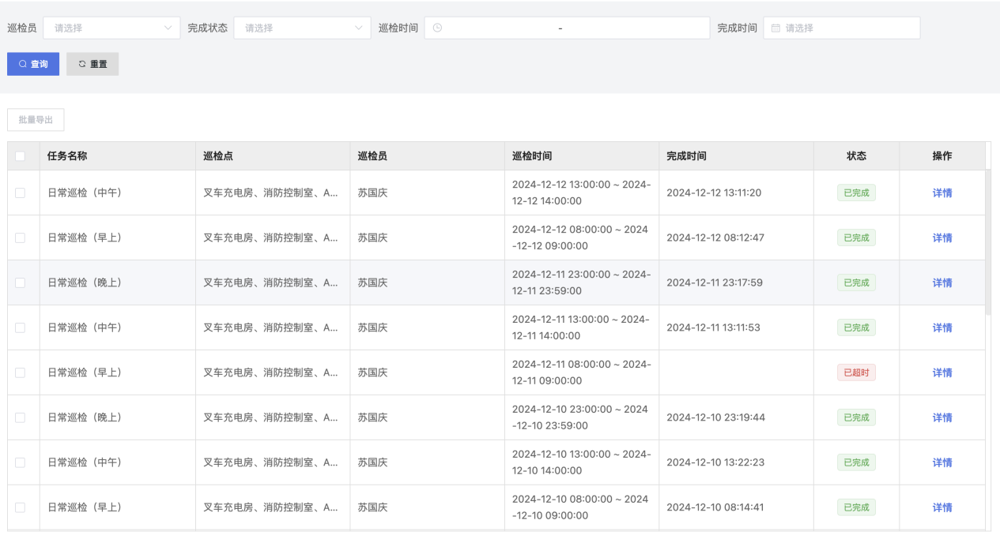 巡检员 请选择 完成状态 请选择 巡检时间 - 完成时间 请选择
查询 重置
批量导出
任务名称 巡检点 巡检员 巡检时间 完成时间 状态 操作
日常巡检（中午） 叉车充电房、消防控制室、A... 苏国庆 2024-12-12 13:00:00 ~ 2024-
12-12 14:00:00 2024-12-12 13:11:20 已完成 详情
日常巡检（早上） 叉车充电房、消防控制室、A... 苏国庆 2024-12-12 08:00:00 ~ 2024
-12-12 09:00:00 2024-12-12 08:12:47 已完成 详情
日常巡检（晚上） 叉车充电房、消防控制室、A... 苏国庆 2024-12-11 23:00:00 ~ 2024-
12-11 23:59:00 2024-12-11 23:17:59 已完成 详情
日常巡检（中午） 叉车充电房、消防控制室、A... 苏国庆 2024-12-11 13:00:00 ~ 2024-
12-11 14:00:00 2024-12-11 13:11:53 已完成 详情
日常巡检（早上） 叉车充电房、消防控制室、A... 苏国庆 2024-12-11 08:00:00 ~ 2024-
12-11 09:00:00 已超时 详情
日常巡检（晚上） 叉车充电房、消防控制室、A... 苏国庆 2024-12-10 23:00:00 ~ 2024
-12-10 23:59:00 2024-12-10 23:19:44 已完成 详情
日常巡检（中午） 叉车充电房、消防控制室、A... 苏国庆 2024-12-10 13:00:00 ~ 2024-
12-10 14:00:00 2024-12-10 13:22:23 已完成 详情
日常巡检（早上） 叉车充电房、消防控制室、A... 苏国庆 2024-12-10 08:00:00 ~ 2024
-12-10 09:00:00 2024-12-10 08:14:41 已完成 详情